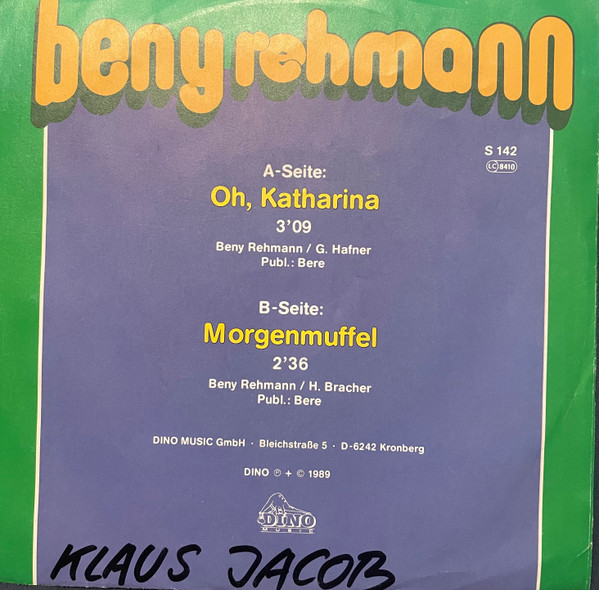 beny rehmann
S 142
LC 8410
A-Seite:
Oh, Katharina
3'09
Beny Rehmann / G. Hafner
Publ.: Bere
B-Seite:
Morgenmuffel
2'36
Beny Rehmann / H. Bracher
Publ.: Bere
DINO MUSIC GmbH · Bleichstraße 5 · D-6242 Kronberg
DINO ℗ + © 1989
DINO
MUSIC
KLAUS JACOB